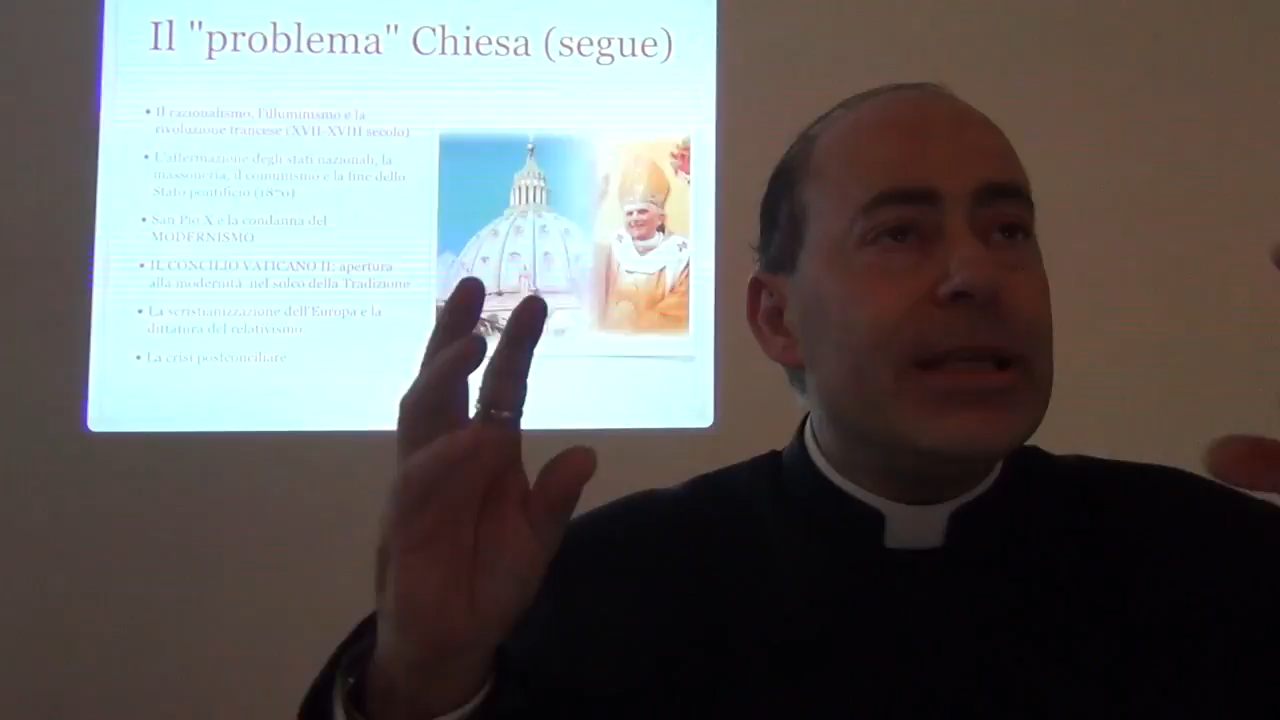 Il "problema" Chiesa (segue)
• Il razionalismo, l'illuminismo e la
rivoluzione francese (XVII-XVIII secolo)
• L'affermazione degli stati nazionali, la
massoneria, il comunismo e la fine dello
Stato pontificio (1870)
• San Pio X e la condanna del
MODERNISMO
• IL CONCILIO VATICANO II: apertura
alla modernità nel solco della Tradizione
• La scristianizzazione dell'Europa e la
dittatura del relativismo
• La crisi postconciliare